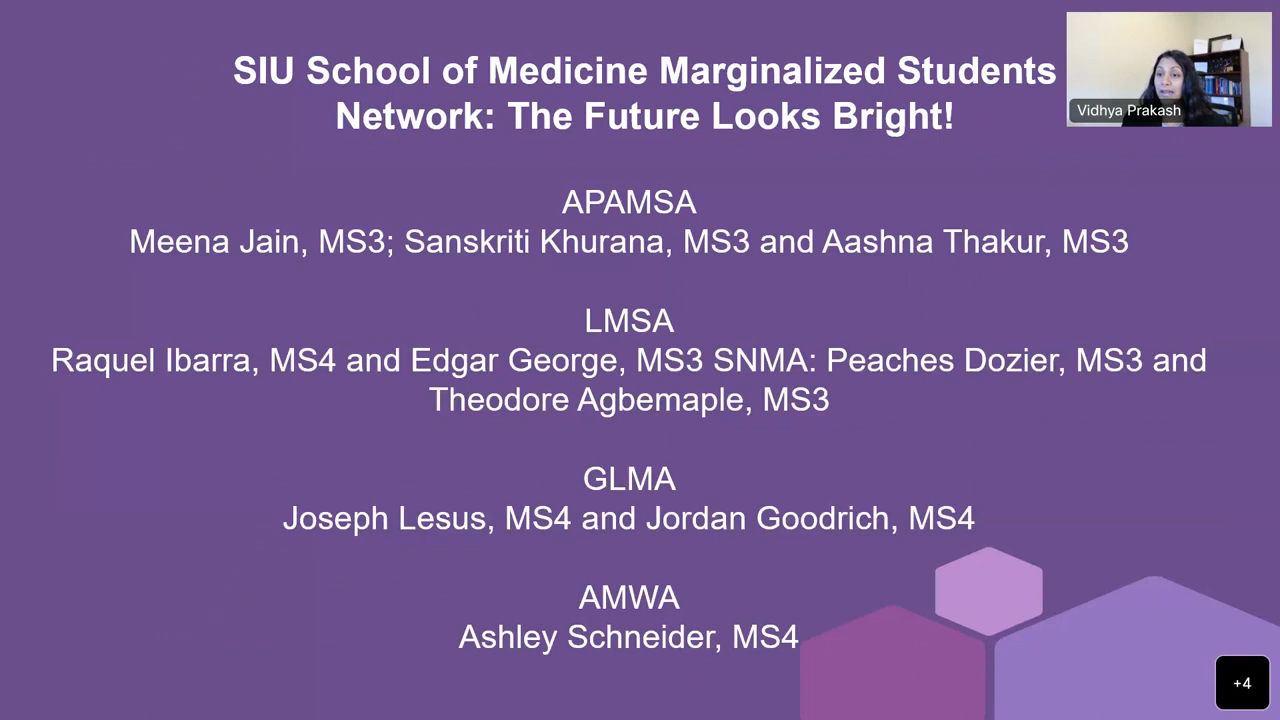 SIU School of Medicine Marginalized Students
Network: The Future Looks Bright!
Vidhya Prakash
APAMSA
Meena Jain, MS3; Sanskriti Khurana, MS3 and Aashna Thakur, MS3
LMSA
Raquel Ibarra, MS4 and Edgar George, MS3 SNMA: Peaches Dozier, MS3 and
Theodore Agbemaple, MS3
GLMA
Joseph Lesus, MS4 and Jordan Goodrich, MS4
AMWA
Ashley Schneider, MS4
+4